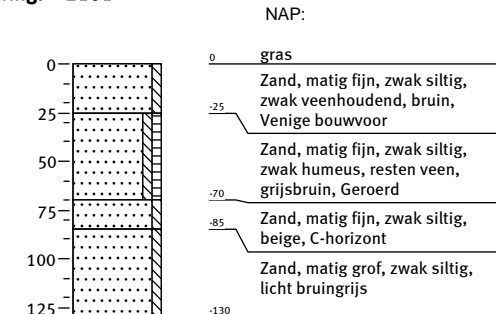 NAP:
0 gras
0
Zand, matig fijn, zwak siltig,
-25 zwak veenhoudend, bruin,
25 Venige bouwvoor
Zand, matig fijn, zwak siltig,
50 zwak humeus, resten veen,
-70 grijsbruin, Geroerd
75
-85 Zand, matig fijn, zwak siltig,
beige, C-horizont
100 Zand, matig grof, zwak siltig,
licht bruingrijs
125 -130